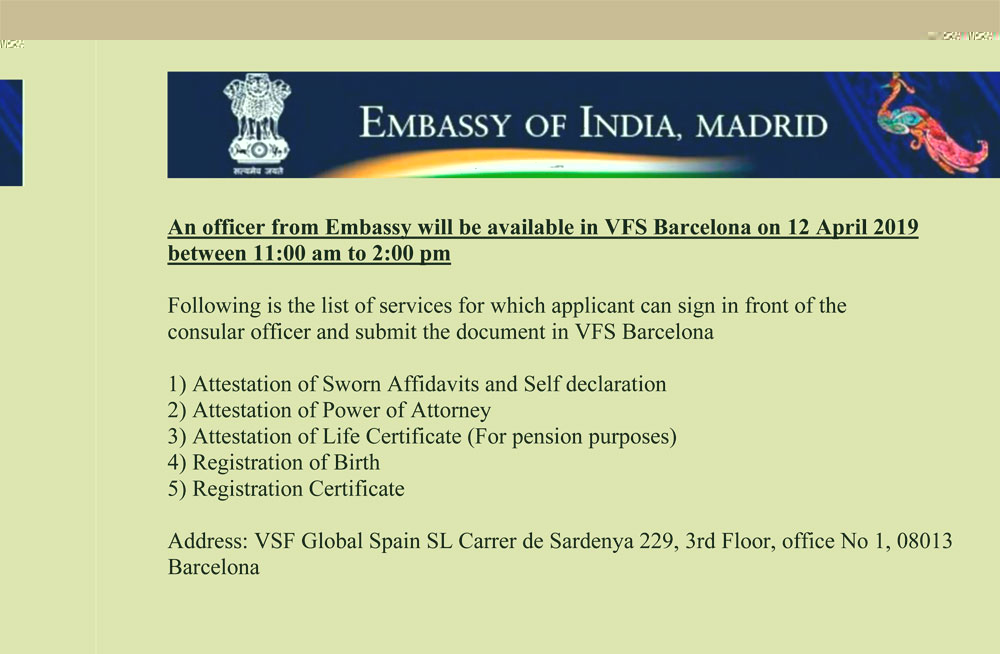 सत्यमेव जयते
EMBASSY OF INDIA, MADRID
An officer from Embassy will be available in VFS Barcelona on 12 April 2019
between 11:00 am to 2:00 pm
Following is the list of services for which applicant can sign in front of the
consular officer and submit the document in VFS Barcelona
1) Attestation of Sworn Affidavits and Self declaration
2) Attestation of Power of Attorney
3) Attestation of Life Certificate (For pension purposes)
4) Registration of Birth
5) Registration Certificate
Address: VSF Global Spain SL Carrer de Sardenya 229, 3rd Floor, office No 1, 08013
Barcelona